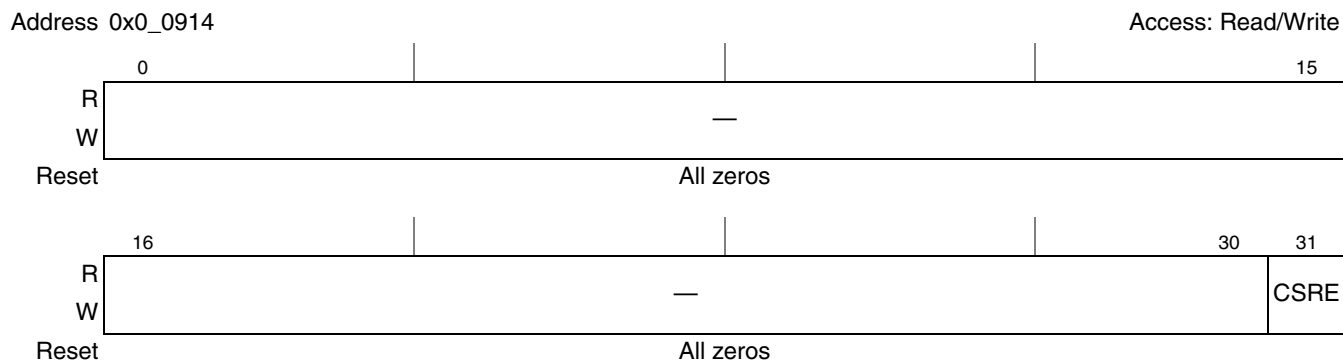 Address 0x0_0914 Access: Read/Write
0 15
R
—
W
Reset All zeros
16 30 31
R
— CSRE
W
Reset All zeros